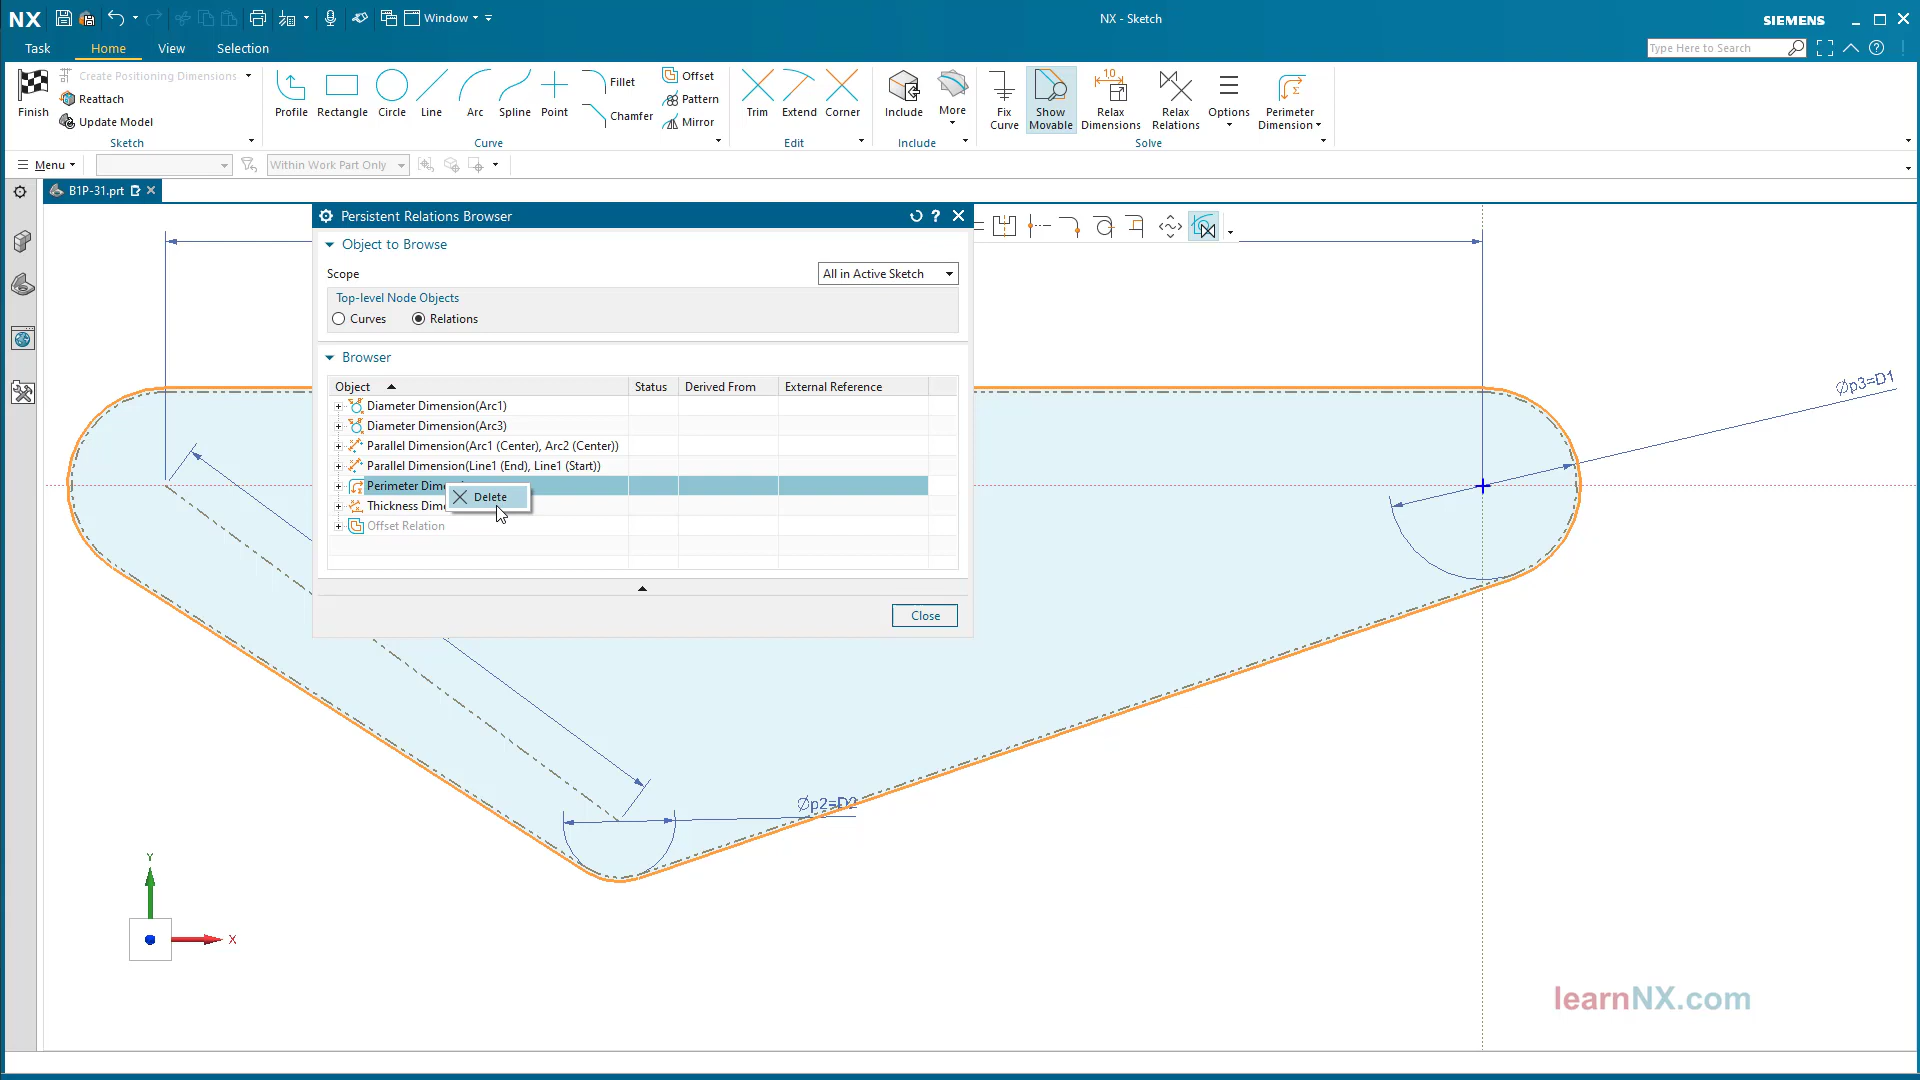 NX
Window
NX - Sketch
SIEMENS
Task
Home
View
Selection
Type Here to Search
Finish
Create Positioning Dimensions
Reattach
Update Model
Sketch
Profile
Rectangle
Circle
Line
Arc
Spline
Point
Fillet
Chamfer
Offset
Pattern
Mirror
Curve
Trim
Extend
Corner
Edit
Include
More
Include
Fix
Curve
Show
Movable
Relax
Dimensions
Relax
Relations
Options
Perimeter
Dimension
Solve
Menu
Within Work Part Only
B1P-31.prt
Persistent Relations Browser
Object to Browse
Scope
All in Active Sketch
Top-level Node Objects
Curves
Relations
Browser
Object
Status
Derived From
External Reference
Diameter Dimension(Arc1)
Diameter Dimension(Arc3)
Parallel Dimension(Arc1 (Center), Arc2 (Center))
Parallel Dimension(Line1 (End), Line1 (Start))
Perimeter Dime
Delete
Thickness Dime
Offset Relation
Close
Øp3=D1
Øp2=D2
Y
X
learnNX.com